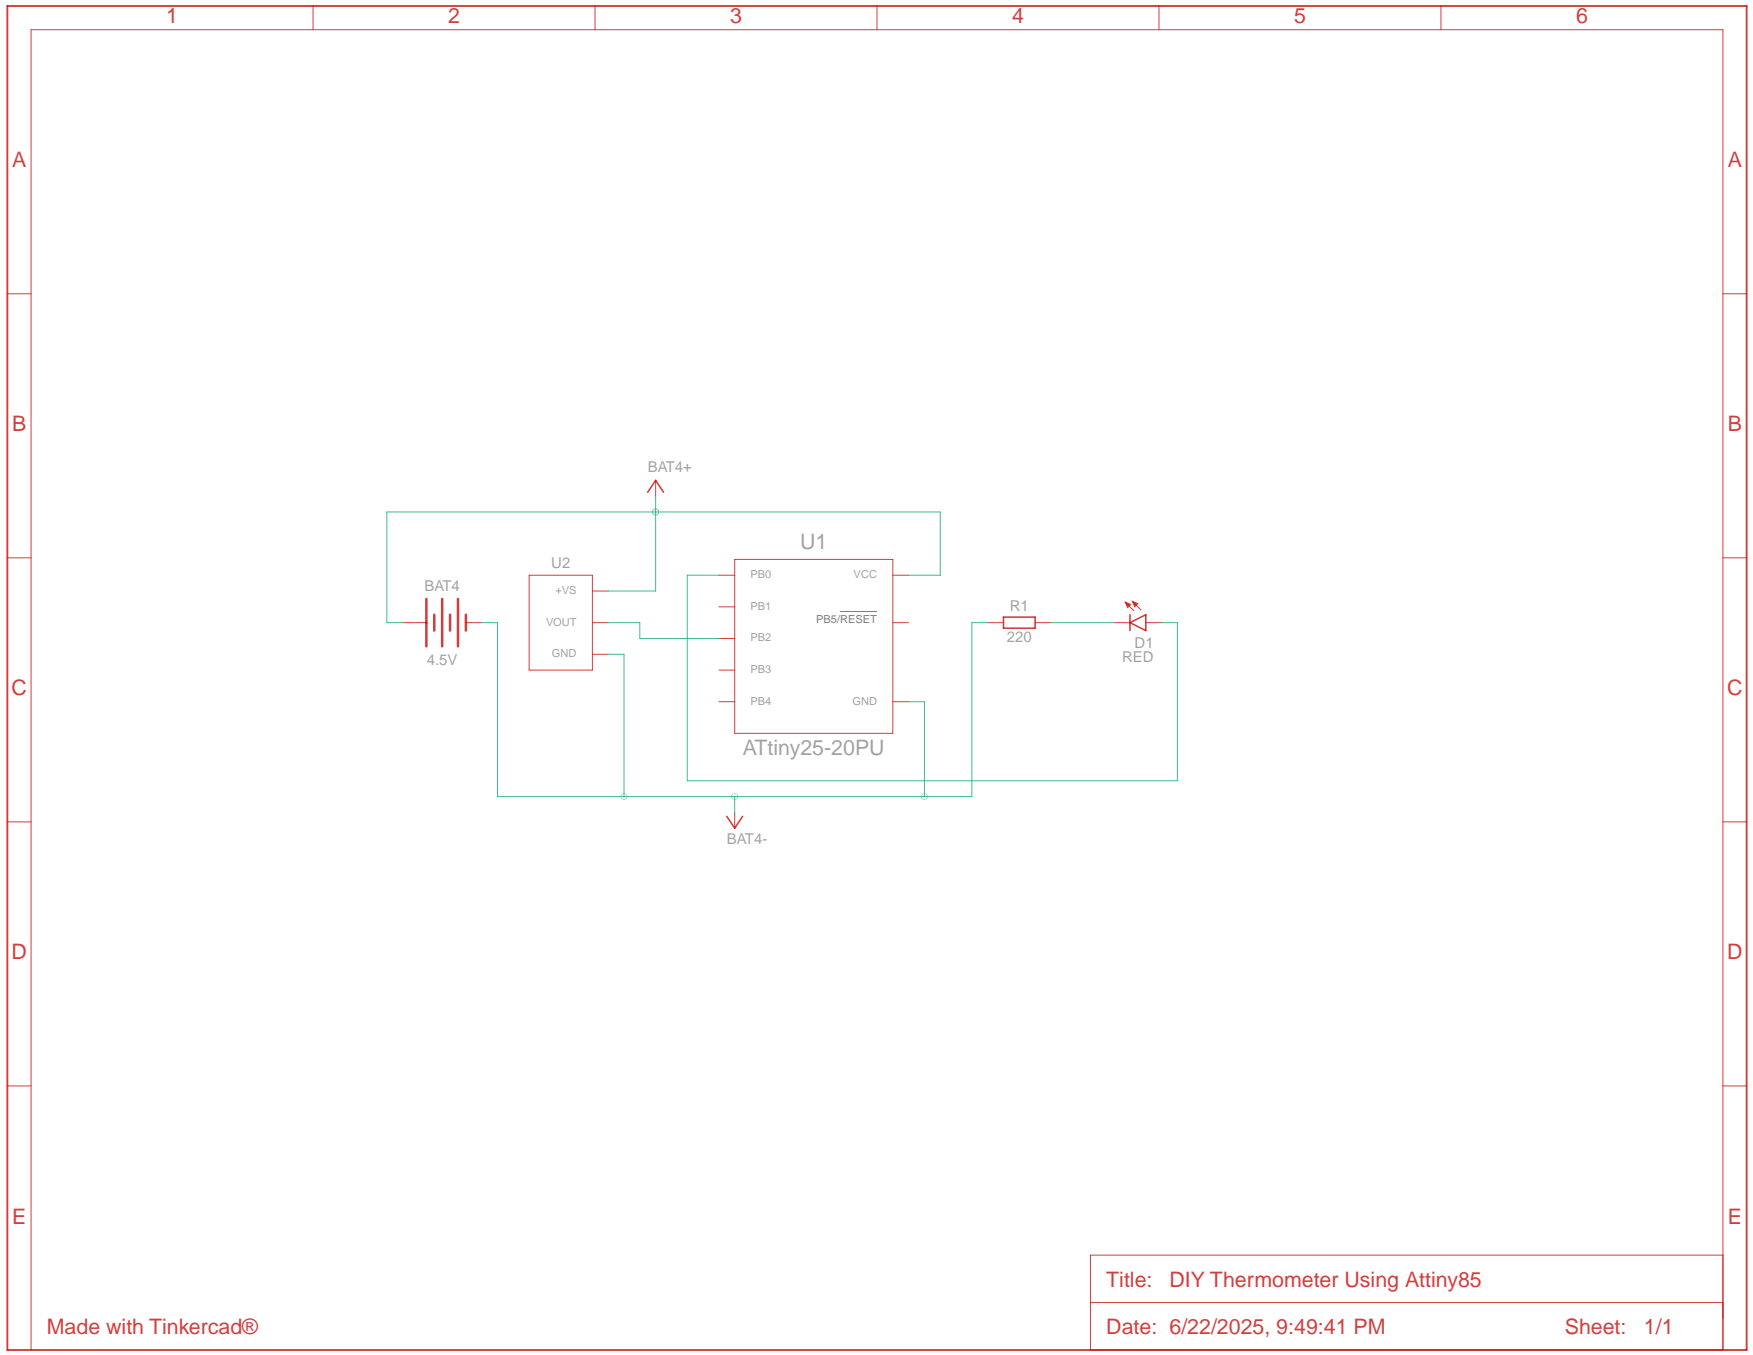 1 2 3 4 5 6
A A
B B
BAT4+
U1
U2
BAT4
4.5V
+VS
VOUT
GND
PB0
PB1
PB2
PB3
PB4
VCC
PB5/RESET
GND
ATtiny25-20PU
R1
220
D1
RED
C C
BAT4-
D D
E E
Title: DIY Thermometer Using Attiny85
Made with Tinkercad®
Date: 6/22/2025, 9:49:41 PM Sheet: 1/1